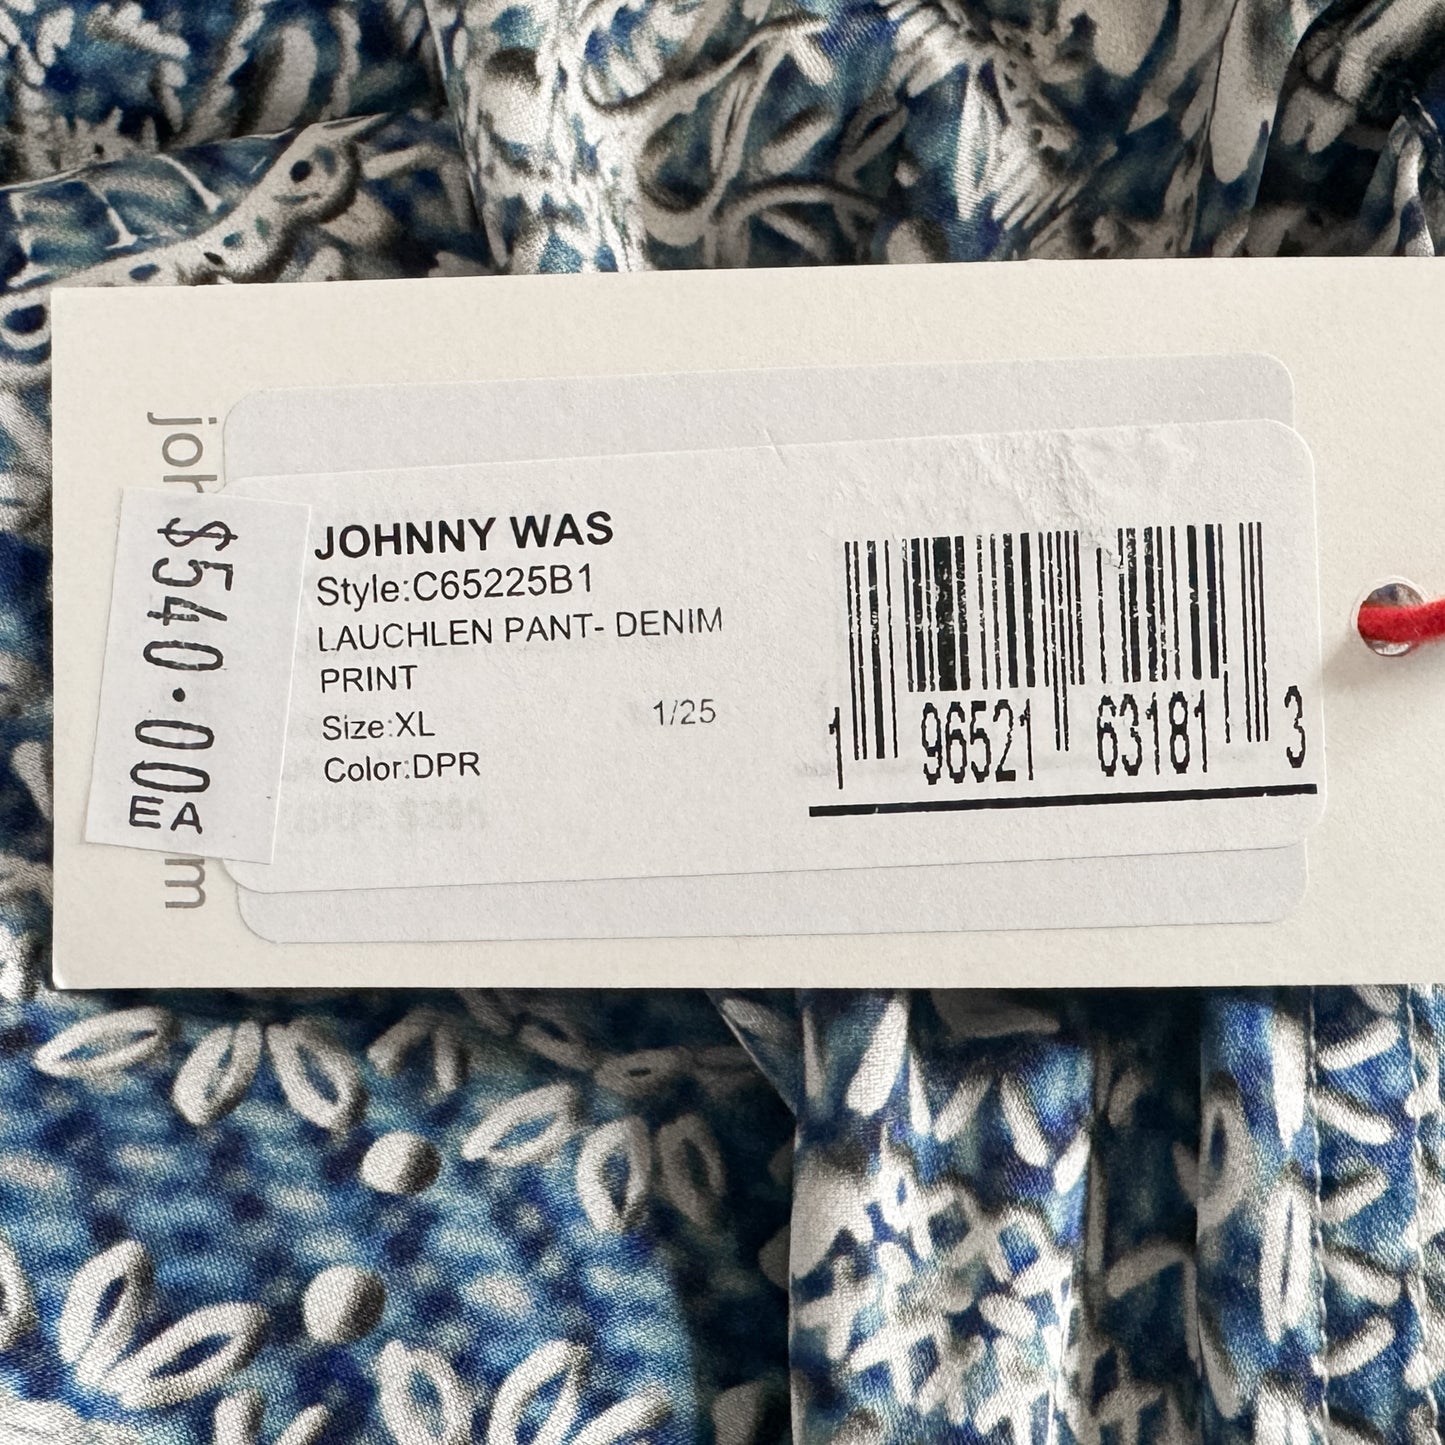 joh
m
$540.00
EA
JOHNNY WAS
Style:C65225B1
LAUCHLEN PANT- DENIM
PRINT
Size:XL
1/25
Color:DPR
1 96521 63181 3